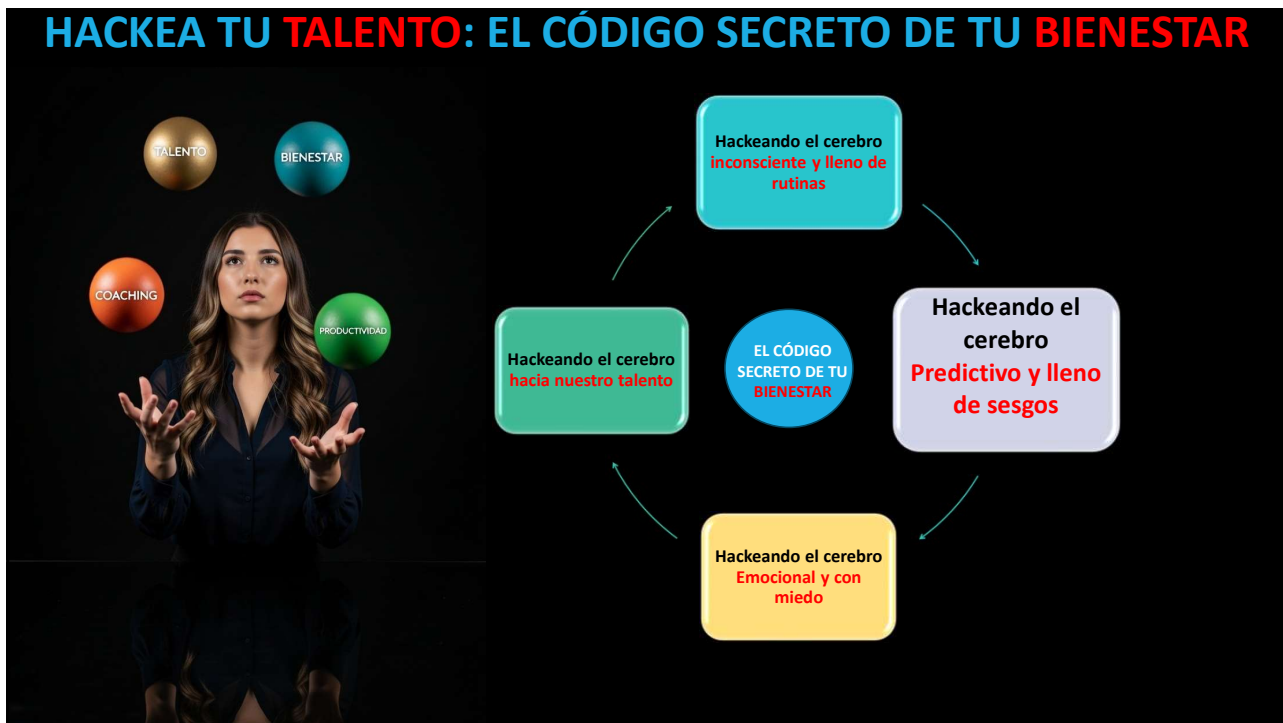 HACKEA TU TALENTO: EL CÓDIGO SECRETO DE TU BIENESTAR
TALENTO
BIENESTAR
COACHING
PRODUCTIVIDAD
Hackeando el cerebro
inconsciente y lleno de
rutinas
Hackeando el
cerebro
Predictivo y lleno
de sesgos
Hackeando el cerebro
Emocional y con
miedo
Hackeando el cerebro
hacia nuestro talento
EL CÓDIGO
SECRETO DE TU
BIENESTAR